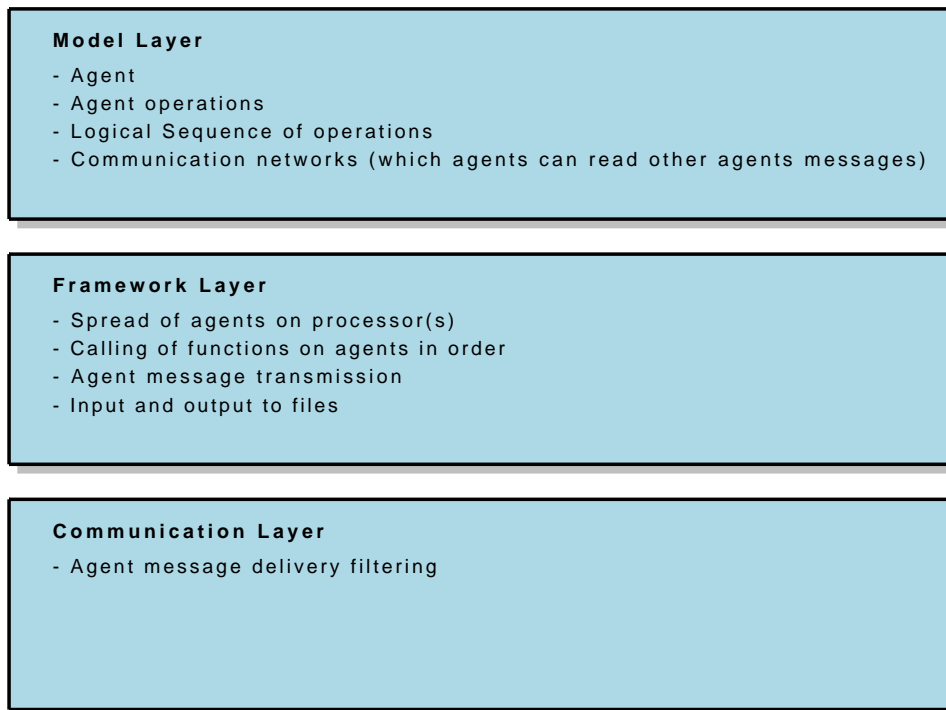 Model Layer
- Agent
- Agent operations
- Logical Sequence of operations
- Communication networks (which agents can read other agents messages)
Framework Layer
- Spread of agents on processor(s)
- Calling of functions on agents in order
- Agent message transmission
- Input and output to files
Communication Layer
- Agent message delivery filtering